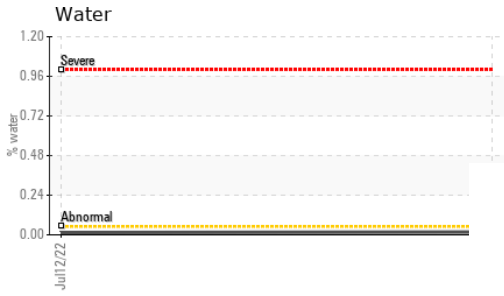 Water
1.20
Severe
0.96
0.72
% water
0.48
0.24
Abnormal
0.00
Jul12/22